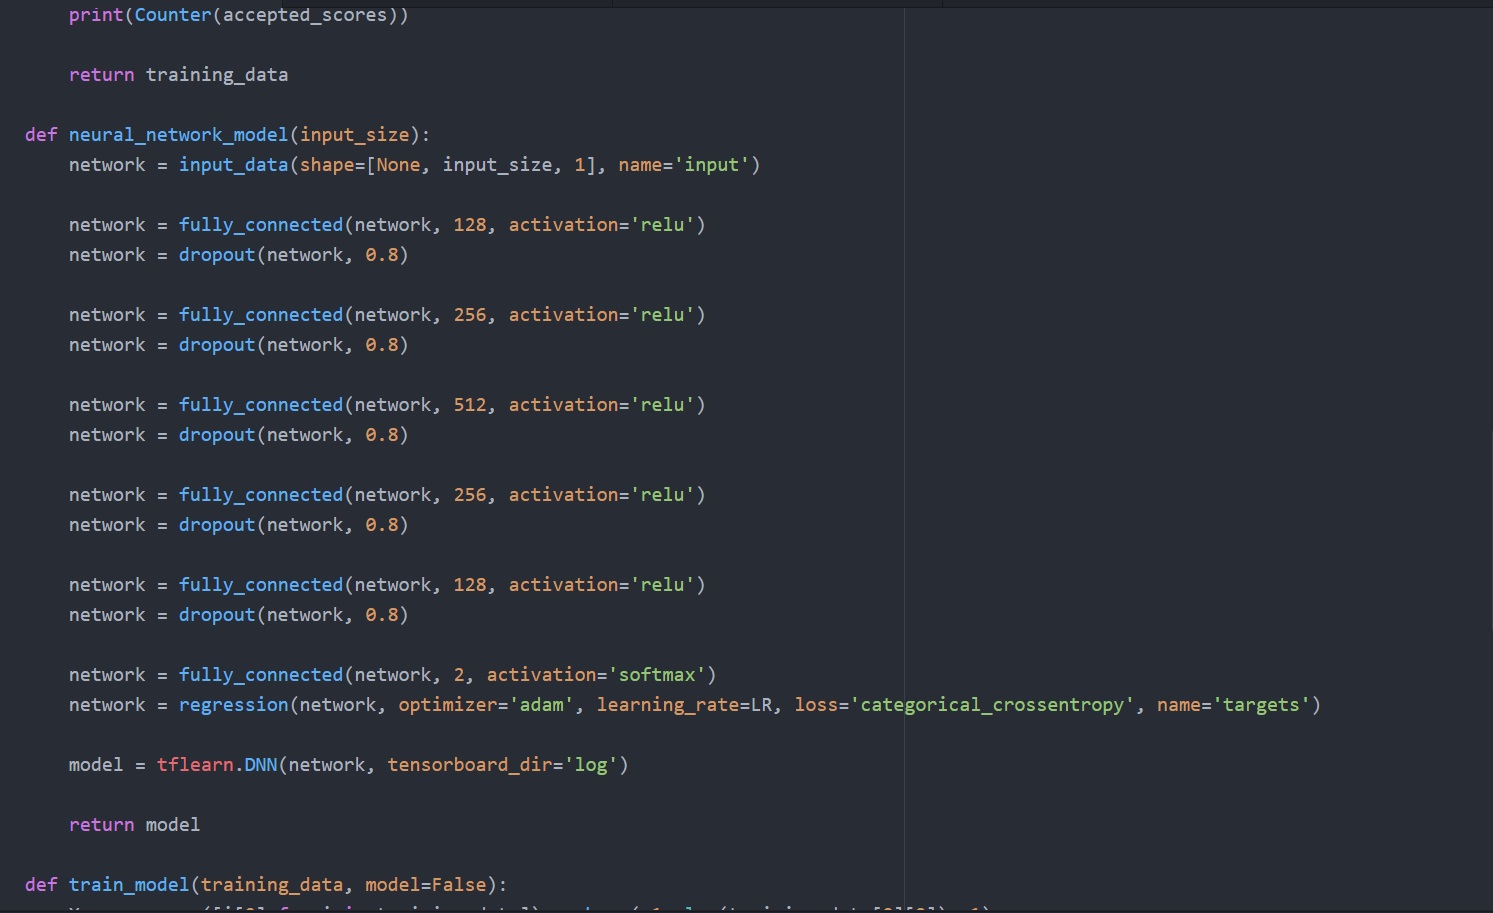 print(Counter(accepted_scores))
return training_data
def neural_network_model(input_size):
network = input_data(shape=[None, input_size, 1], name='input')
network = fully_connected(network, 128, activation='relu')
network = dropout(network, 0.8)
network = fully_connected(network, 256, activation='relu')
network = dropout(network, 0.8)
network = fully_connected(network, 512, activation='relu')
network = dropout(network, 0.8)
network = fully_connected(network, 256, activation='relu')
network = dropout(network, 0.8)
network = fully_connected(network, 128, activation='relu')
network = dropout(network, 0.8)
network = fully_connected(network, 2, activation='softmax')
network = regression(network, optimizer='adam', learning_rate=LR, loss='categorical_crossentropy', name='targets')
model = tflearn.DNN(network, tensorboard_dir='log')
return model
def train_model(training_data, model=False):